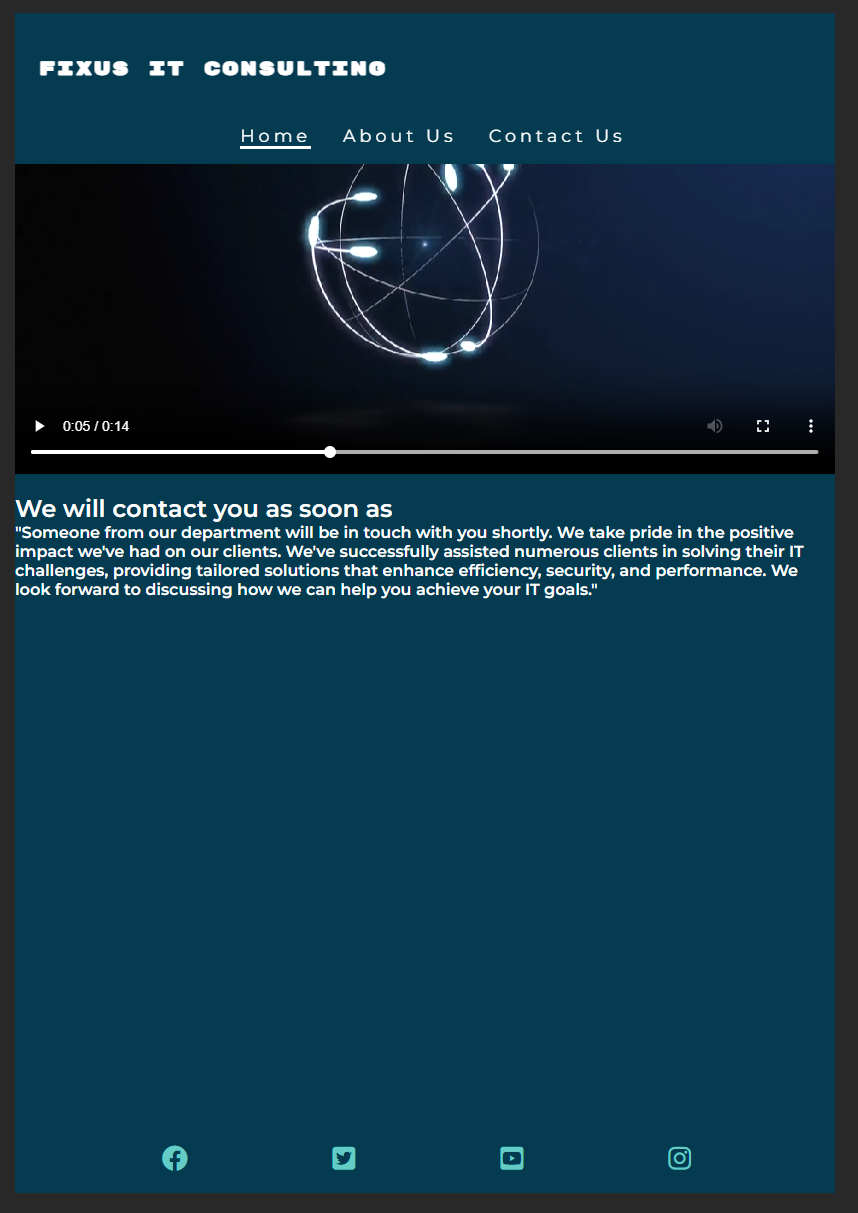 FIXUS IT CONSULTING
Home About Us Contact Us
0:05 / 0:14
We will contact you as soon as
"Someone from our department will be in touch with you shortly. We take pride in the positive
impact we've had on our clients. We've successfully assisted numerous clients in solving their IT
challenges, providing tailored solutions that enhance efficiency, security, and performance. We
look forward to discussing how we can help you achieve your IT goals."